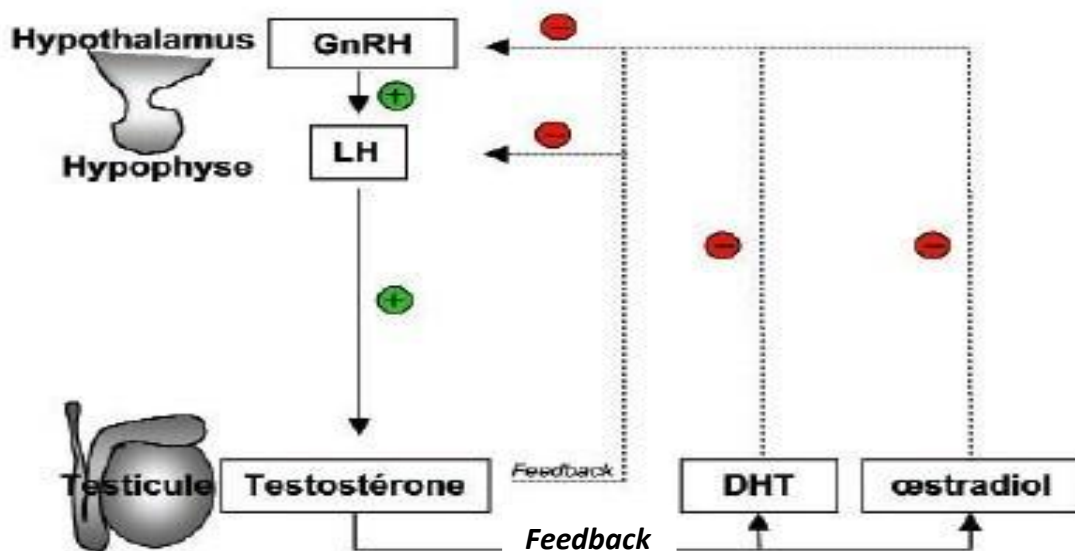 Hypothalamus
GnRH
LH
Hypophyse
Testicule
Testostérone
Feedback
DHT
œstradiol
Feedback